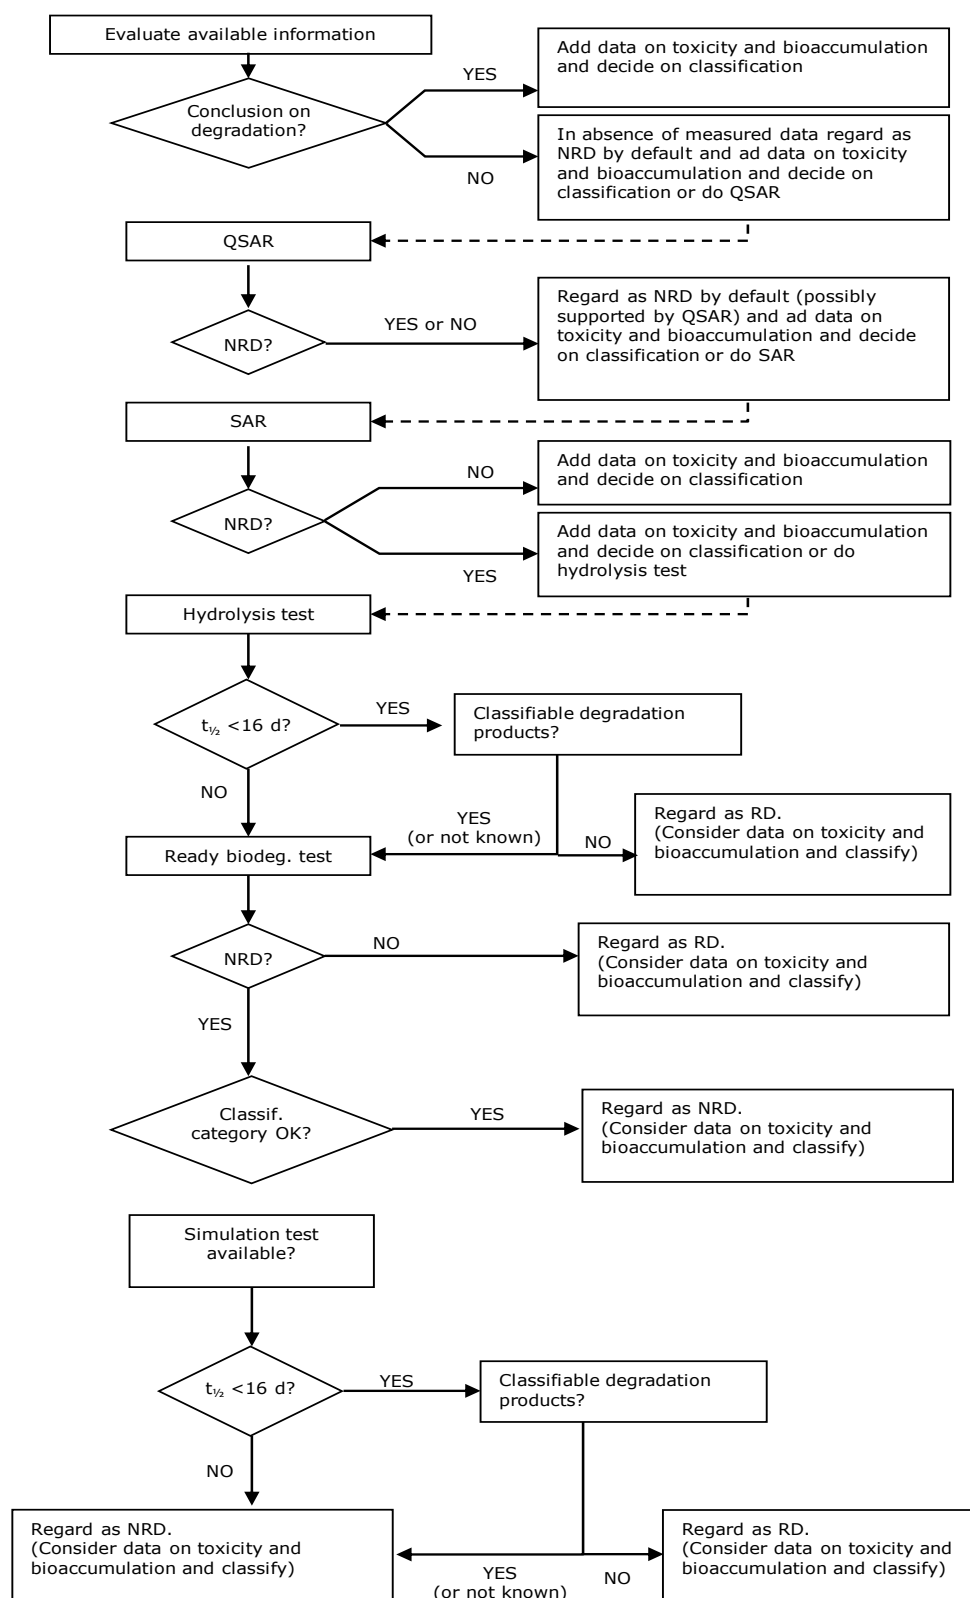 Evaluate available information
YES
Add data on toxicity and bioaccumulation
and decide on classification
Conclusion on
degradation?
In absence of measured data regard as
NRD by default and ad data on toxicity
and bioaccumulation and decide on
classification or do QSAR
NO
QSAR
Regard as NRD by default (possibly
supported by QSAR) and ad data on
toxicity and bioaccumulation and decide
on classification or do SAR
YES or NO
NRD?
SAR
Add data on toxicity and bioaccumulation
and decide on classification
NO
NRD?
Add data on toxicity and bioaccumulation
and decide on classification or do
hydrolysis test
YES
Hydrolysis test
t½ <16 d?
YES
Classifiable degradation
products?
NO
YES
(or not known)
NO
Regard as RD.
(Consider data on toxicity and
bioaccumulation and classify)
Ready biodeg. test
NRD?
NO
Regard as RD.
(Consider data on toxicity and
bioaccumulation and classify)
YES
Classif.
category OK?
YES
Regard as NRD.
(Consider data on toxicity and
bioaccumulation and classify)
Simulation test
available?
t½ <16 d?
YES
Classifiable degradation
products?
NO
Regard as NRD.
(Consider data on toxicity and
bioaccumulation and classify)
YES
(or not known)
NO
Regard as RD.
(Consider data on toxicity and
bioaccumulation and classify)